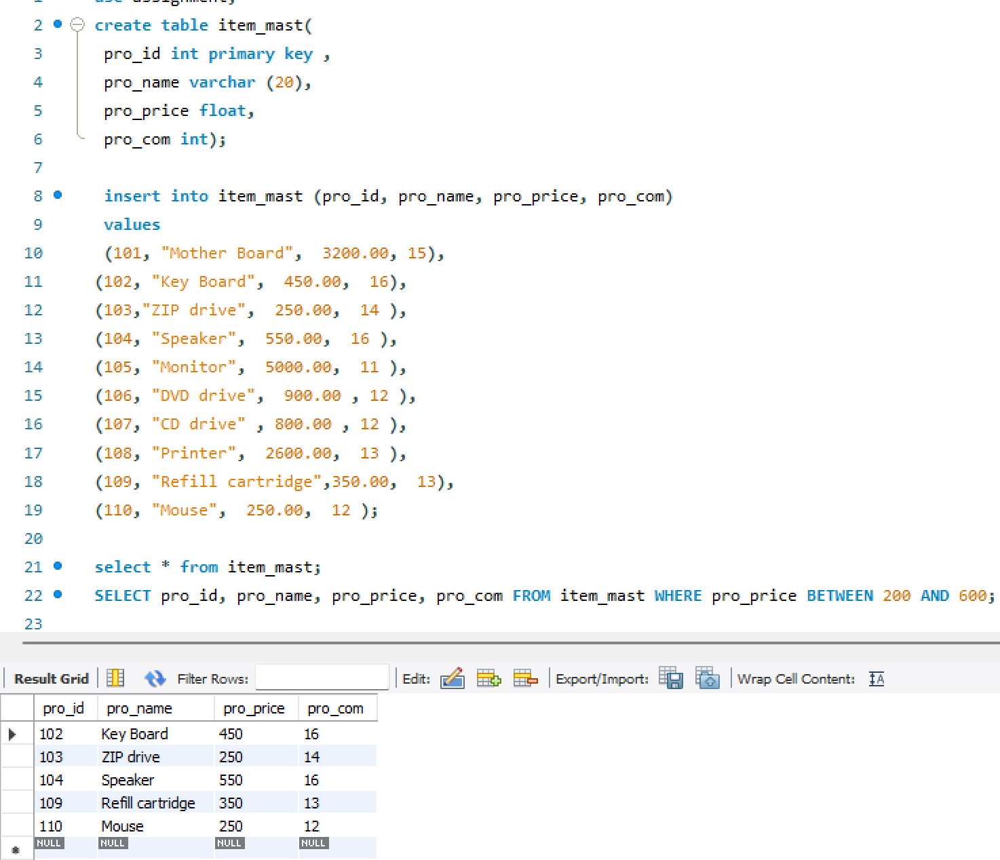 1 use assignment;
2 create table item_mast(
3 pro_id int primary key ,
4 pro_name varchar (20),
5 pro_price float,
6 pro_com int);
7
8 insert into item_mast (pro_id, pro_name, pro_price, pro_com)
9 values
10 (101, "Mother Board",  3200.00, 15),
11 (102, "Key Board",  450.00,  16),
12 (103,"ZIP drive",  250.00,  14 ),
13 (104, "Speaker",  550.00,  16 ),
14 (105, "Monitor",  5000.00,  11 ),
15 (106, "DVD drive",  900.00 , 12 ),
16 (107, "CD drive" , 800.00 , 12 ),
17 (108, "Printer",  2600.00,  13 ),
18 (109, "Refill cartridge",350.00,  13),
19 (110, "Mouse",  250.00,  12 );
20
21 select * from item_mast;
22 SELECT pro_id, pro_name, pro_price, pro_com FROM item_mast WHERE pro_price BETWEEN 200 AND 600;
23
Result Grid Filter Rows: Edit: Export/Import: Wrap Cell Content: IA
pro_id pro_name pro_price pro_com
102 Key Board 450 16
103 ZIP drive 250 14
104 Speaker 550 16
109 Refill cartridge 350 13
110 Mouse 250 12
NULL NULL NULL NULL